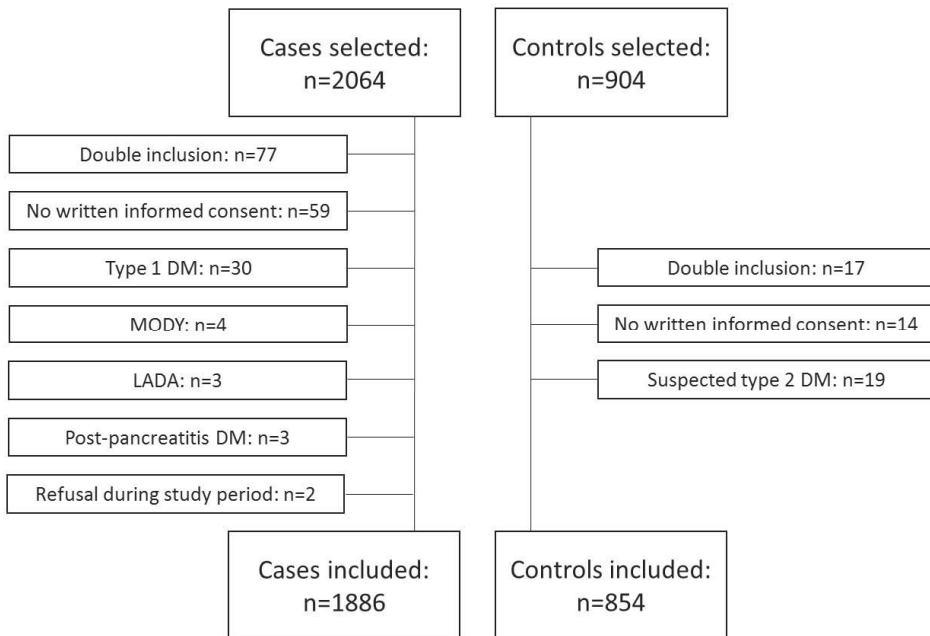 Cases selected:
n=2064
Controls selected:
n=904
Double inclusion: n=77
No written informed consent: n=59
Type 1 DM: n=30
MODY: n=4
LADA: n=3
Post-pancreatitis DM: n=3
Refusal during study period: n=2
Double inclusion: n=17
No written informed consent: n=14
Suspected type 2 DM: n=19
Cases included:
n=1886
Controls included:
n=854